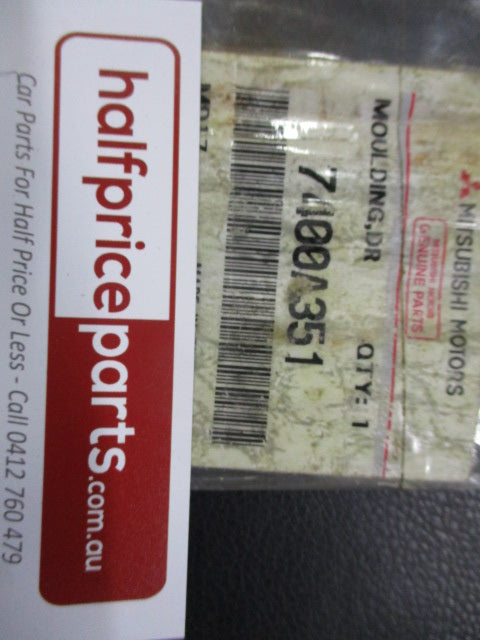 MITSUBISHI MOTORS
GENUINE PARTS
MOULDING,DR QTY: 1
7400A351
halfpriceparts.com.au
Car Parts For Half Price Or Less - Call 0412 760 479